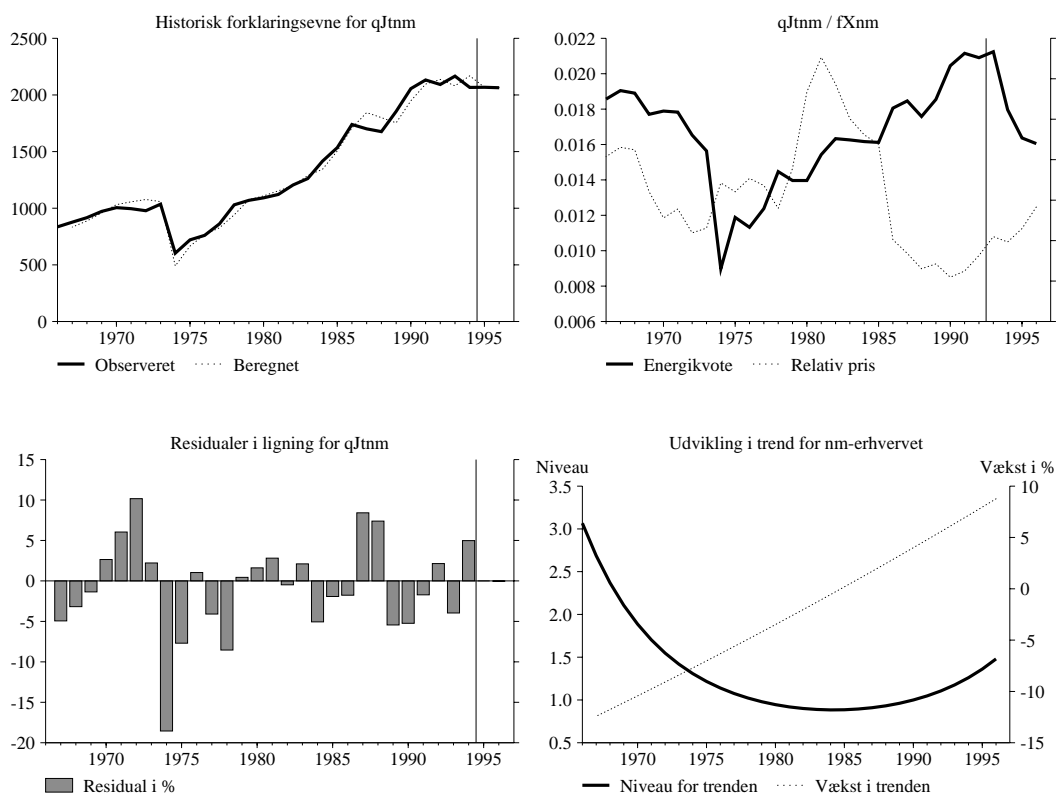 Historisk forklaringsevne for qJtnm
2500
2000
1500
1000
500
0
1970 1975 1980 1985 1990 1995
Observeret Beregnet
qJtnm / fXnm
0.022
0.020
0.018
0.016
0.014
0.012
0.010
0.008
0.006
1970 1975 1980 1985 1990 1995
Energikvote Relativ pris
Residualer i ligning for qJtnm
15
10
5
0
-5
-10
-15
-20
1970 1975 1980 1985 1990 1995
Residual i %
Udvikling i trend for nm-erhvervet
Niveau Vækst i %
3.5 10
3.0
5
2.5
0
2.0
-5
1.5
1.0 -10
0.5 -15
1970 1975 1980 1985 1990 1995
Niveau for trenden Vækst i trenden